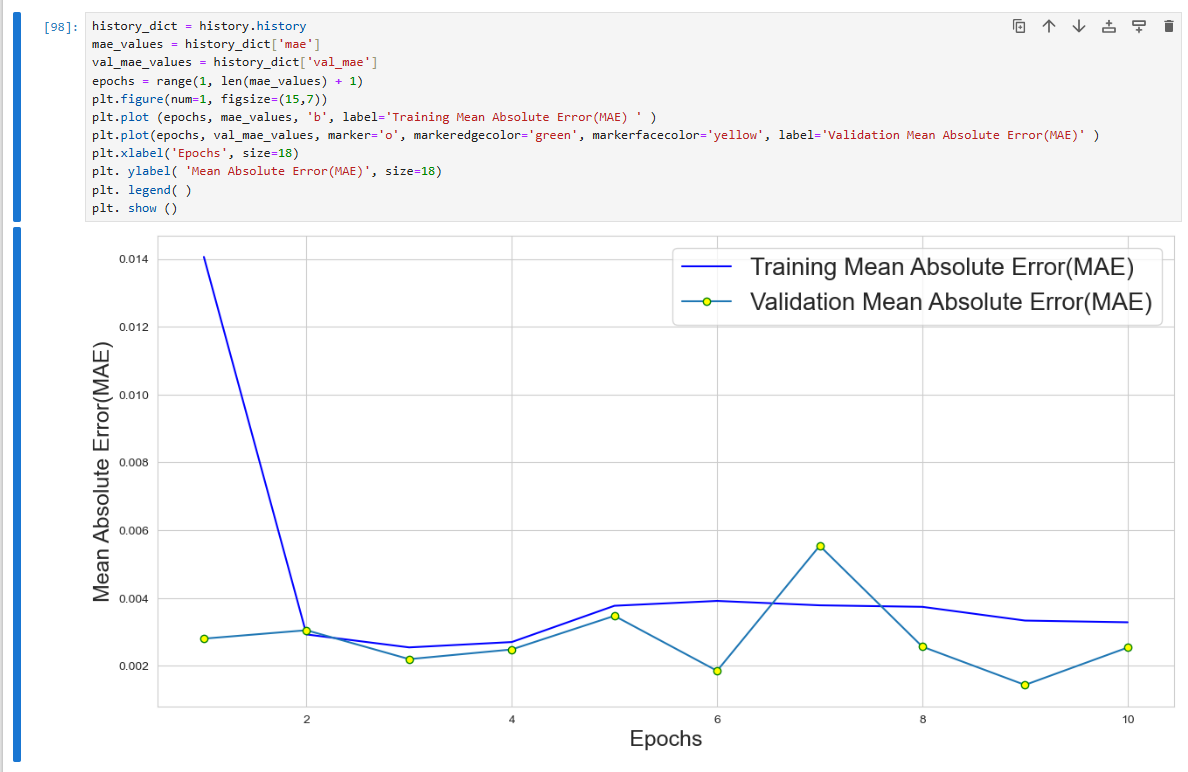 [98]: history_dict = history.history
mae_values = history_dict['mae']
val_mae_values = history_dict['val_mae']
epochs = range(1, len(mae_values) + 1)
plt.figure(num=1, figsize=(15,7))
plt.plot (epochs, mae_values, 'b', label='Training Mean Absolute Error(MAE) ' )
plt.plot(epochs, val_mae_values, marker='o', markeredgecolor='green', markerfacecolor='yellow', label='Validation Mean Absolute Error(MAE)' )
plt.xlabel('Epochs', size=18)
plt. ylabel( 'Mean Absolute Error(MAE)', size=18)
plt. legend( )
plt. show ()
Training Mean Absolute Error(MAE)
Validation Mean Absolute Error(MAE)
Mean Absolute Error(MAE)
0.014
0.012
0.010
0.008
0.006
0.004
0.002
2 4 6 8 10
Epochs